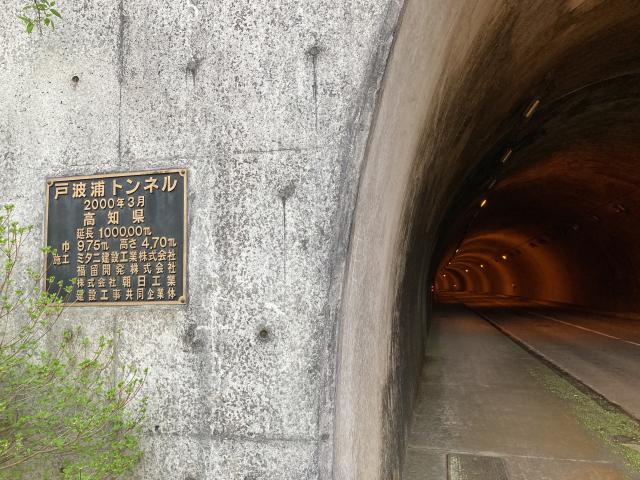 戸波浦トンネル
2000年3月
高知県
延長 1000,00m
巾 9,75m 高さ 4,70m
施工 ミタニ建設工業株式会社
福留開発株式会社
株式会社 朝日工業
建設工事共同企業体